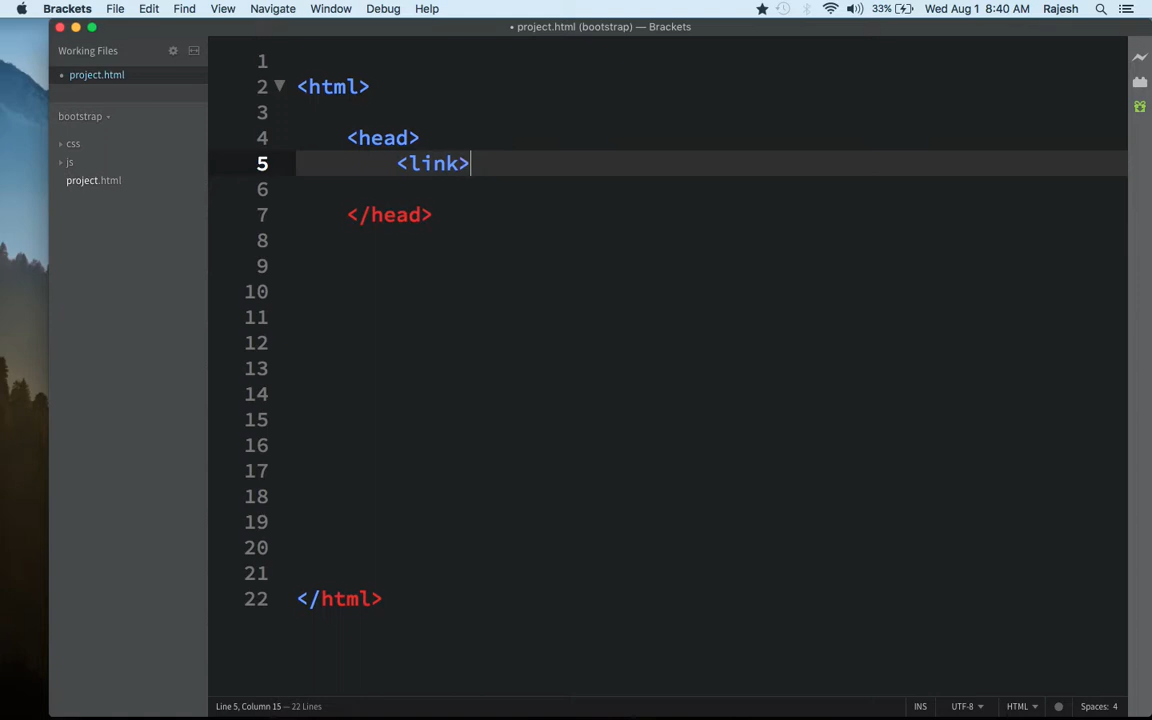 Brackets File Edit Find View Navigate Window Debug Help 33% Wed Aug 1 8:40 AM Rajesh
• project.html (bootstrap) — Brackets
Working Files
• project.html
bootstrap
css
js
project.html
1
2 <html>
3
4 <head>
5 <link>
6
7 </head>
8
9
10
11
12
13
14
15
16
17
18
19
20
21
22 </html>
Line 5, Column 15 — 22 Lines INS UTF-8 HTML Spaces: 4